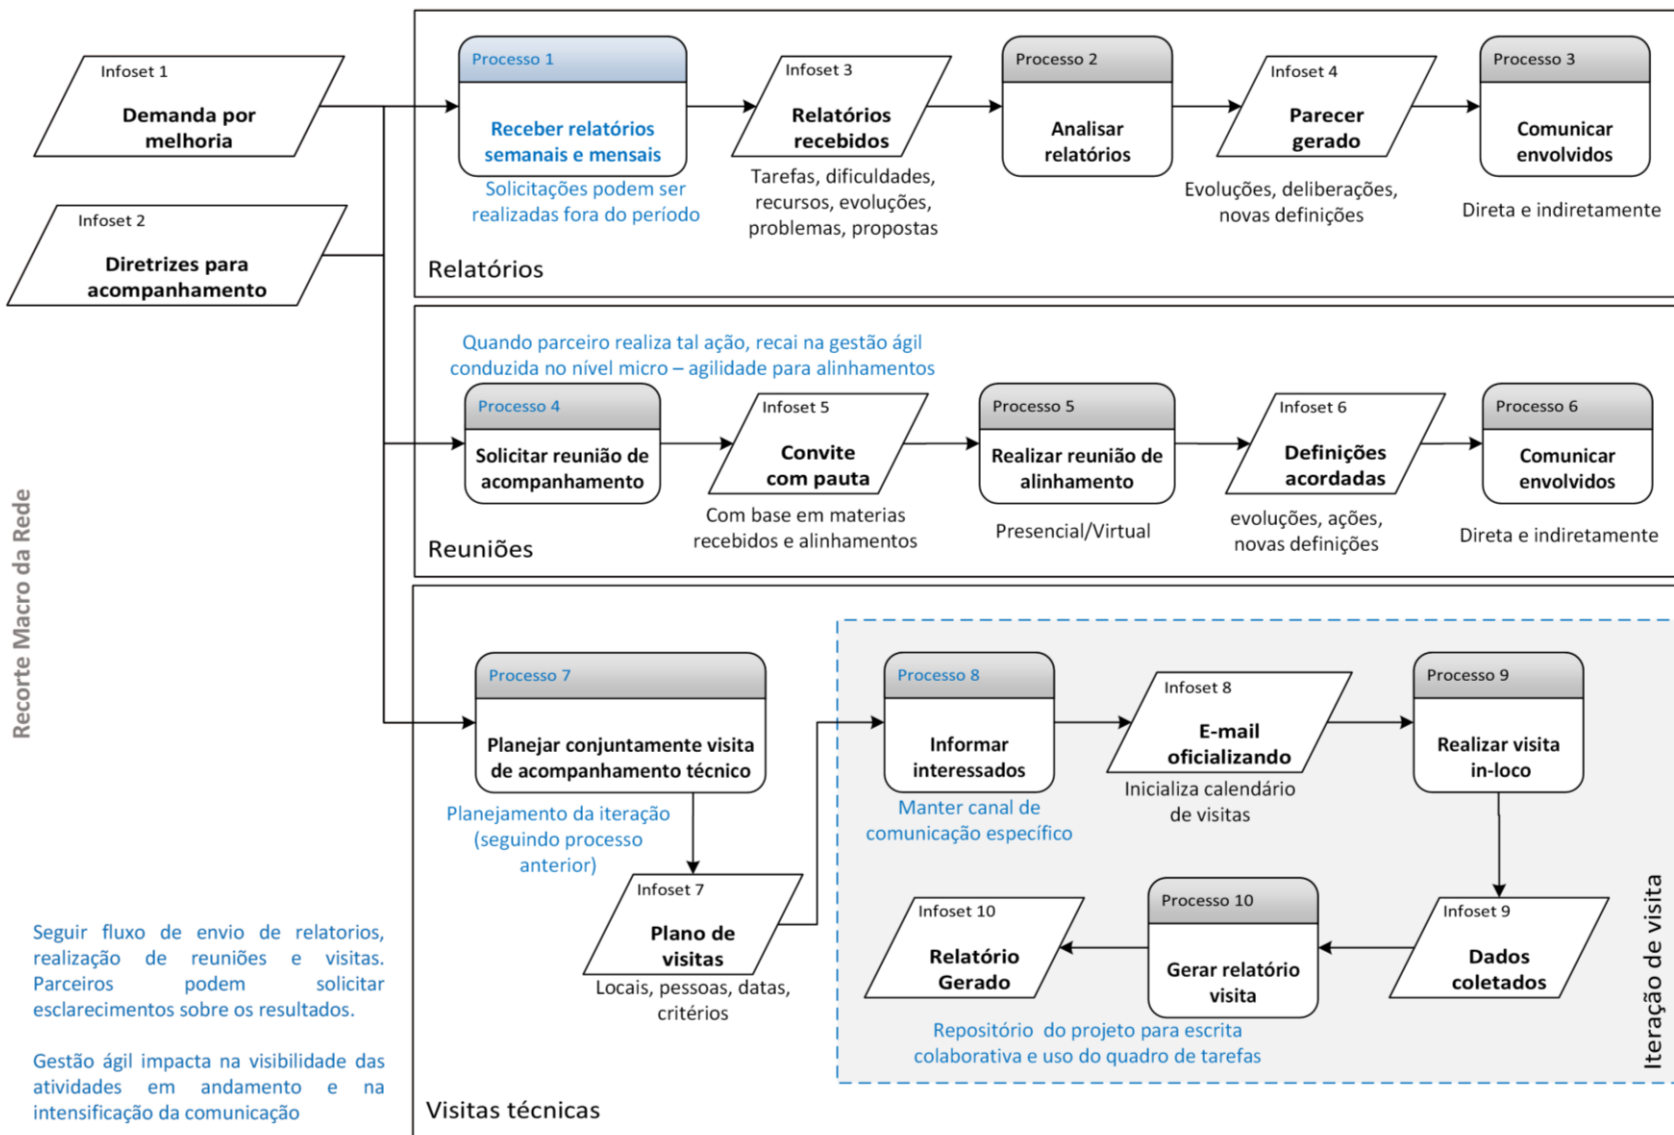 Infoset 1
Demanda por
melhoria
Infoset 2
Diretrizes para
acompanhamento
Processo 1
Receber relatórios
semanais e mensais
Solicitações podem ser
realizadas fora do período
Infoset 3
Relatórios
recebidos
Tarefas, dificuldades,
recursos, evoluções,
problemas, propostas
Processo 2
Analisar
relatórios
Infoset 4
Parecer
gerado
Evoluções, deliberações,
novas definições
Processo 3
Comunicar
envolvidos
Direta e indiretamente
Relatórios
Quando parceiro realiza tal ação, recai na gestão ágil
conduzida no nível micro – agilidade para alinhamentos
Processo 4
Solicitar reunião de
acompanhamento
Infoset 5
Convite
com pauta
Com base em materias
recebidos e alinhamentos
Processo 5
Realizar reunião de
alinhamento
Presencial/Virtual
Infoset 6
Definições
acordadas
evoluções, ações,
novas definições
Processo 6
Comunicar
envolvidos
Direta e indiretamente
Reuniões
Recorte Macro da Rede
Processo 7
Planejar conjuntamente visita
de acompanhamento técnico
Planejamento da iteração
(seguindo processo
anterior)
Infoset 7
Plano de
visitas
Locais, pessoas, datas,
critérios
Processo 8
Informar
interessados
Manter canal de
comunicação específico
Infoset 8
E-mail
oficializando
Inicializa calendário
de visitas
Processo 9
Realizar visita
in-loco
Infoset 9
Dados
coletados
Processo 10
Gerar relatório
visita
Infoset 10
Relatório
Gerado
Repositório do projeto para escrita
colaborativa e uso do quadro de tarefas
Iteração de visita
Visitas técnicas
Seguir fluxo de envio de relatorios,
realização de reuniões e visitas.
Parceiros podem solicitar
esclarecimentos sobre os resultados.
Gestão ágil impacta na visibilidade das
atividades em andamento e na
intensificação da comunicação